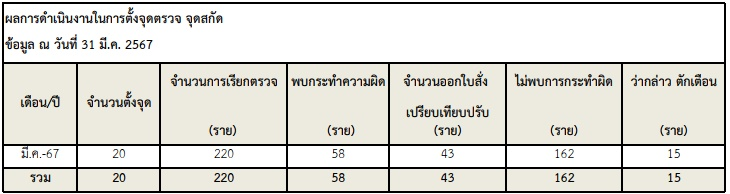 ผลการดำเนินงานในการตั้งจุดตรวจ จุดสกัด
ข้อมูล ณ วันที่ 31 มี.ค. 2567
เดือน/ปี จำนวนตั้งจุด จำนวนการเรียกตรวจ (ราย) พบกระทำความผิด (ราย) จำนวนออกใบสั่ง เปรียบเทียบปรับ (ราย) ไม่พบการกระทำผิด (ราย) ว่ากล่าว ตักเตือน (ราย)
มี.ค.-67 20 220 58 43 162 15
รวม 20 220 58 43 162 15